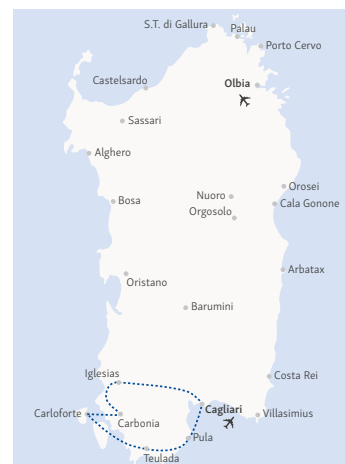 S.T. di Gallura
Palau
Porto Cervo
Castelsardo
Olbia
Sassari
Alghero
Orosei
Nuoro
Bosa
Cala Gonone
Orgosolo
Arbatax
Oristano
Barumini
Iglesias
Costa Rei
Carloforte
Cagliari
Villasimius
Carbonia
Pula
Teulada